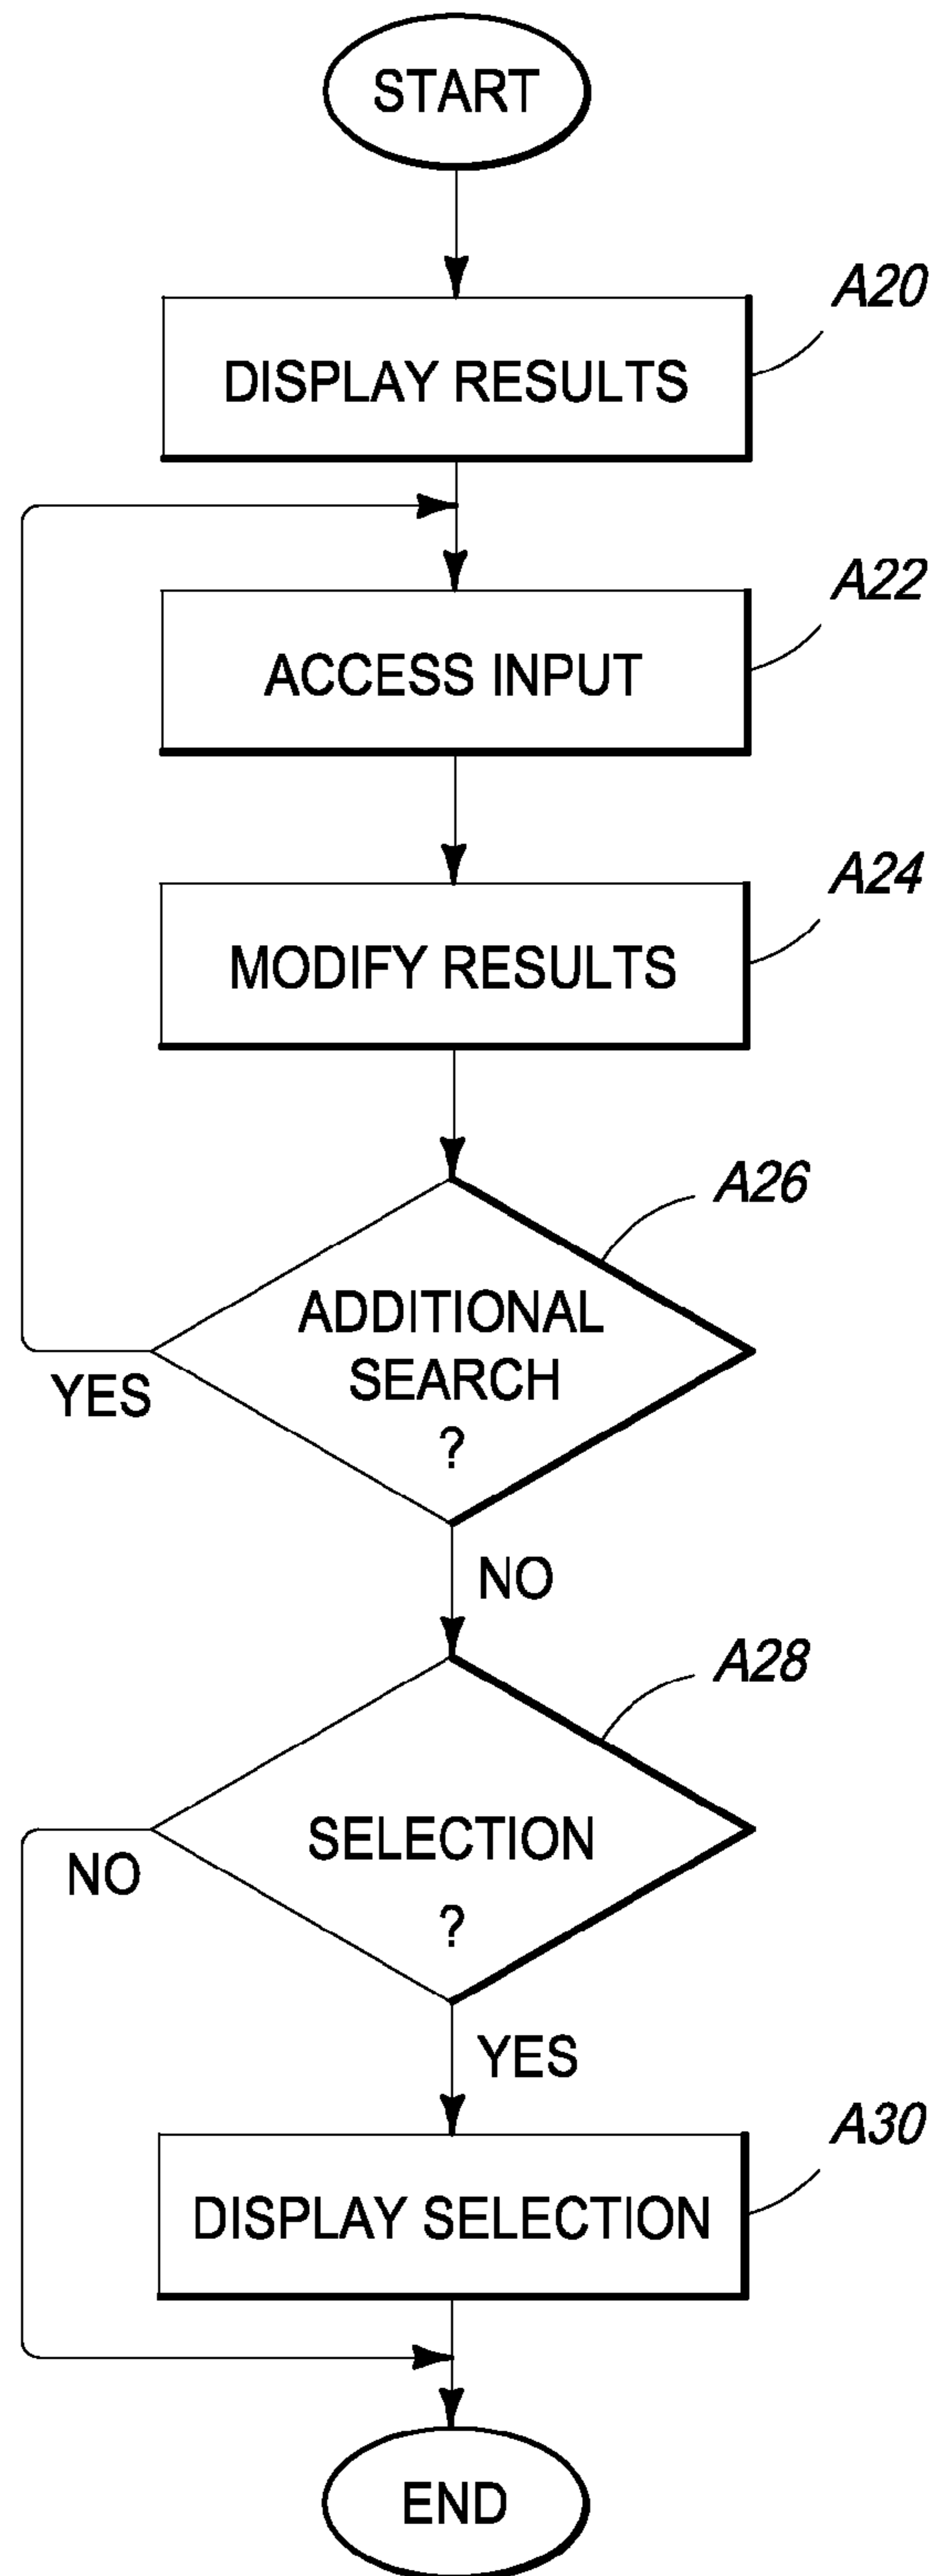 START
A20
DISPLAY RESULTS
A22
ACCESS INPUT
A24
MODIFY RESULTS
A26
ADDITIONAL
SEARCH
?
YES
NO
A28
SELECTION
?
NO
YES
A30
DISPLAY SELECTION
END